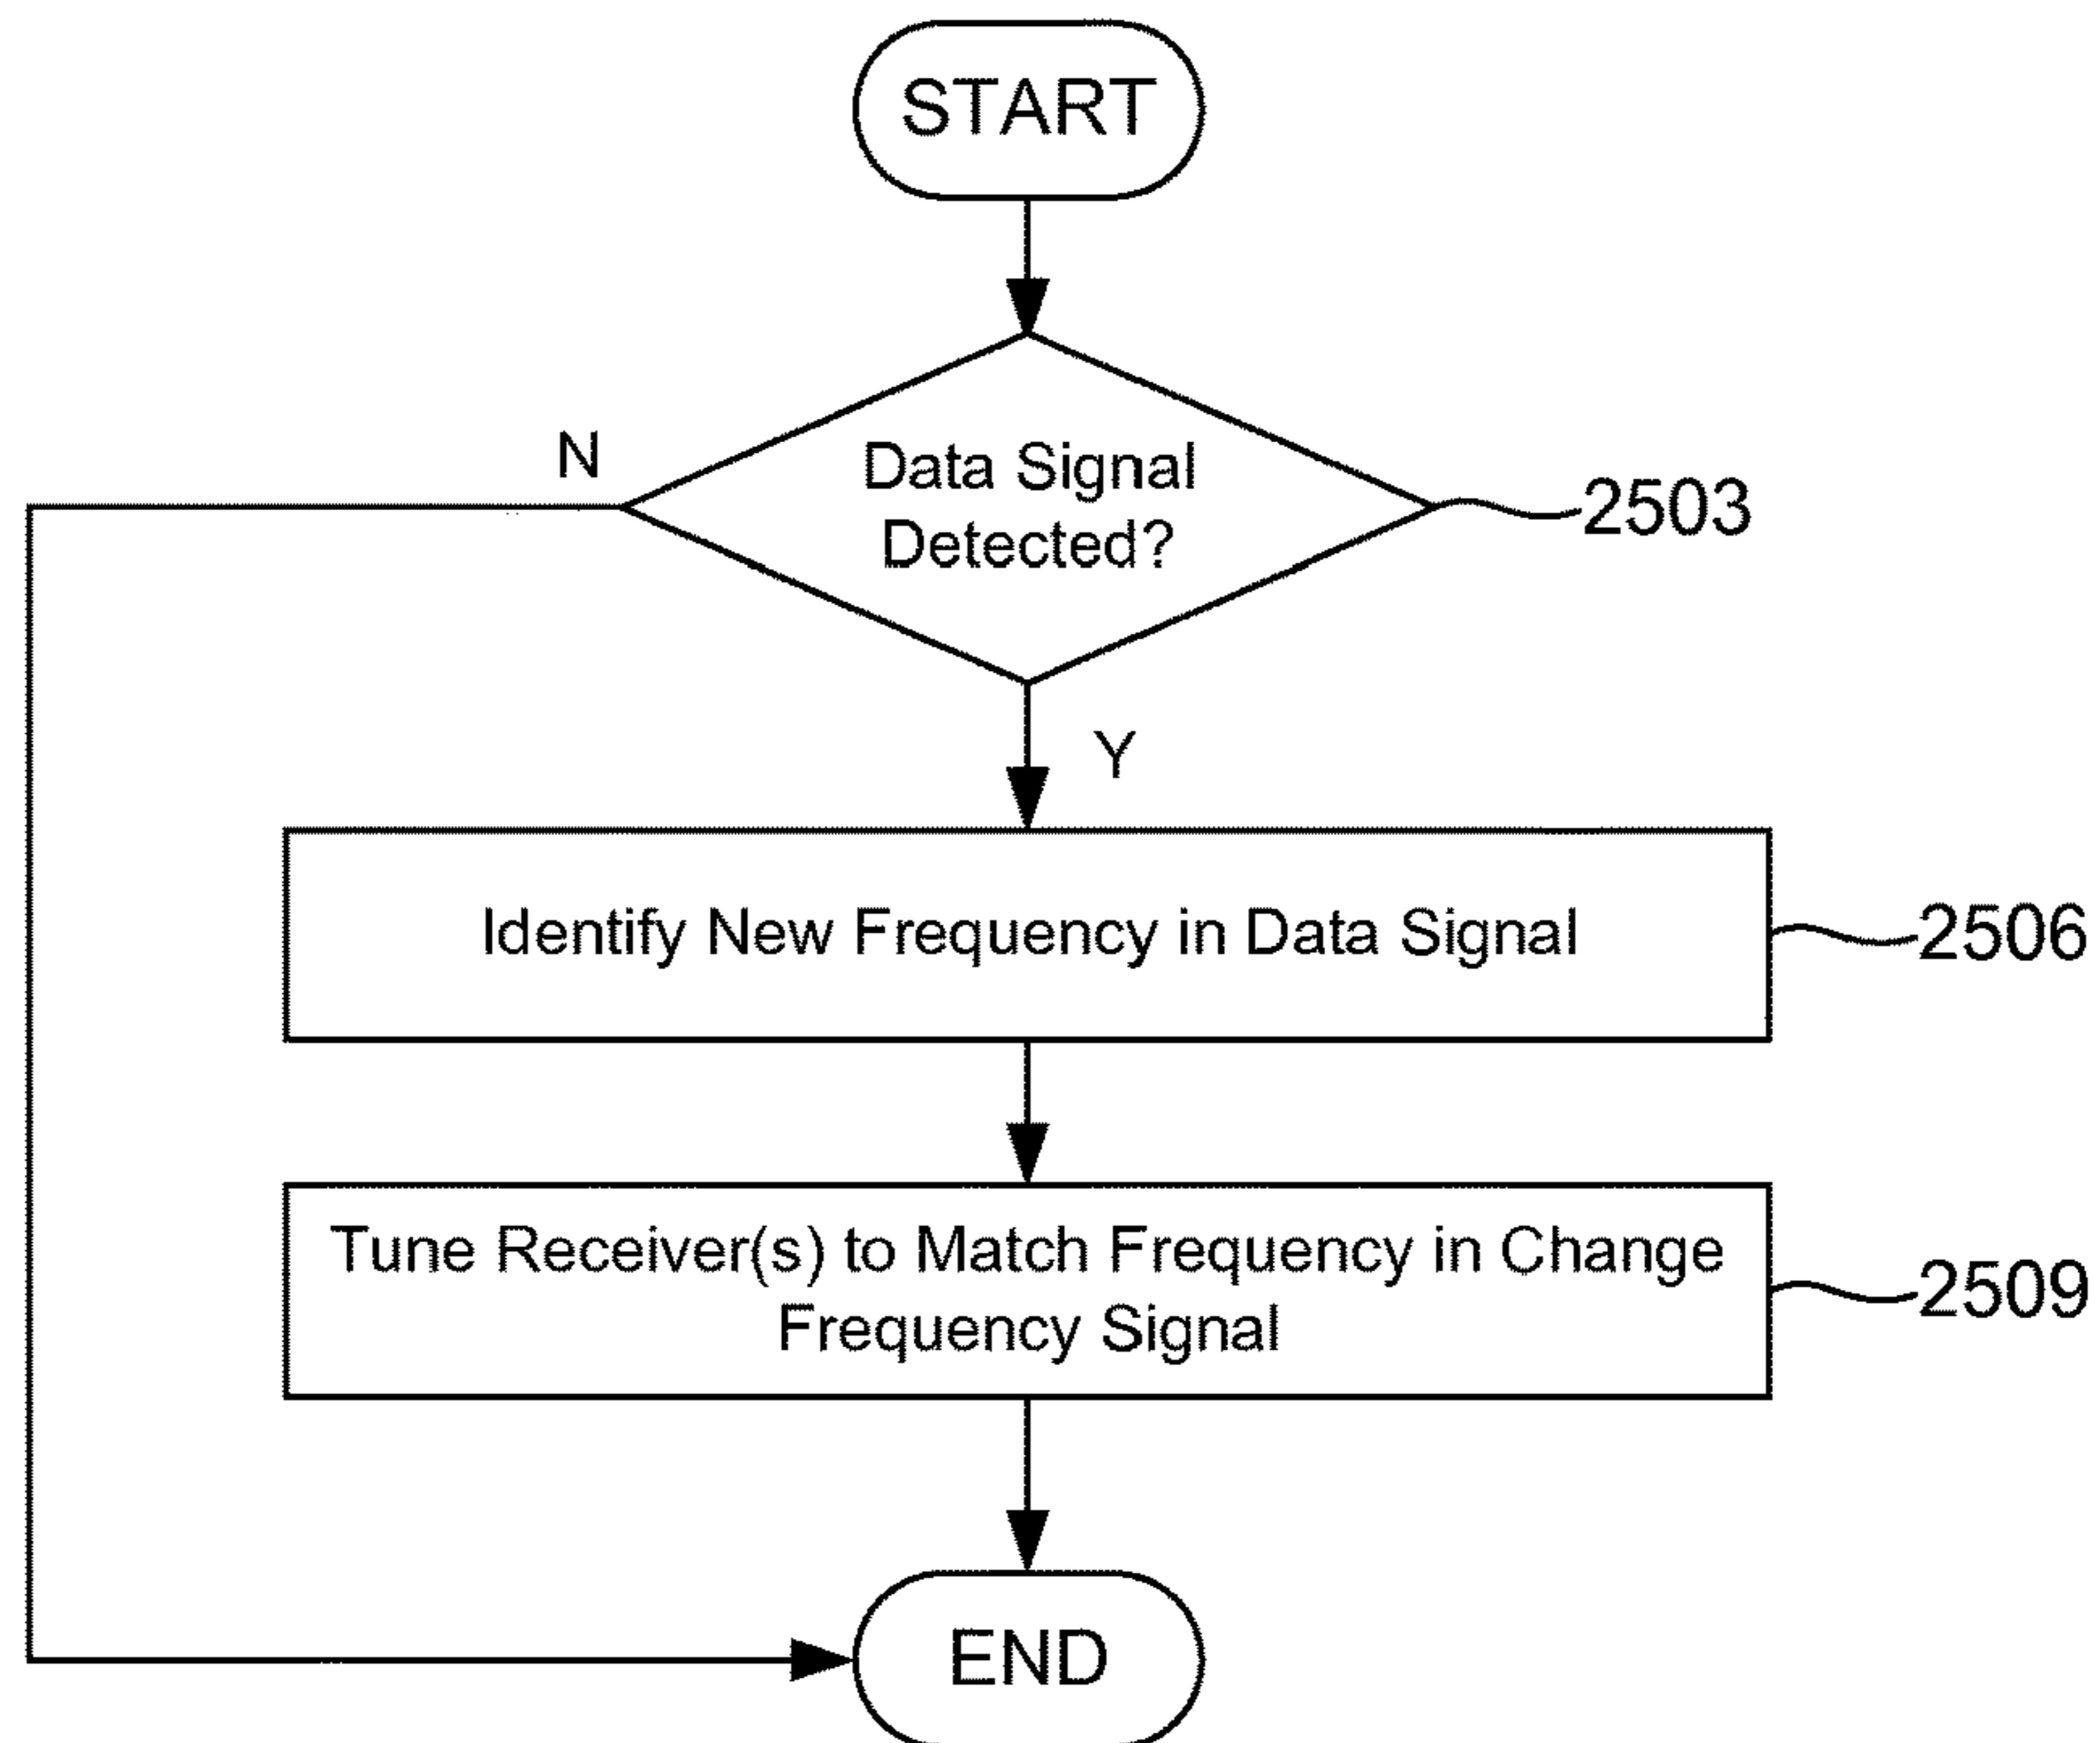 START
N
Data Signal
Detected?
2503
Y
Identify New Frequency in Data Signal
2506
Tune Receiver(s) to Match Frequency in Change
Frequency Signal
2509
END